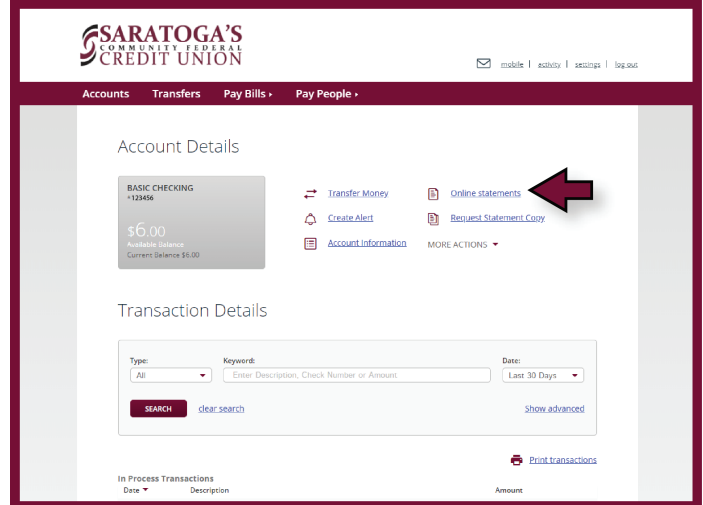 SARATOGA'S
COMMUNITY FEDERAL
CREDIT UNION
mobile | activity | settings | log out
Accounts Transfers Pay Bills › Pay People ›
Account Details
BASIC CHECKING
*123456
$6.00
Available Balance
Current Balance $6.00
Transfer Money
Online statements
Create Alert
Request Statement Copy
Account Information
MORE ACTIONS
Transaction Details
Type: Keyword: Date:
All Enter Description, Check Number or Amount. Last 30 Days
SEARCH clear search Show advanced
Print transactions
In Process Transactions
Date Description Amount